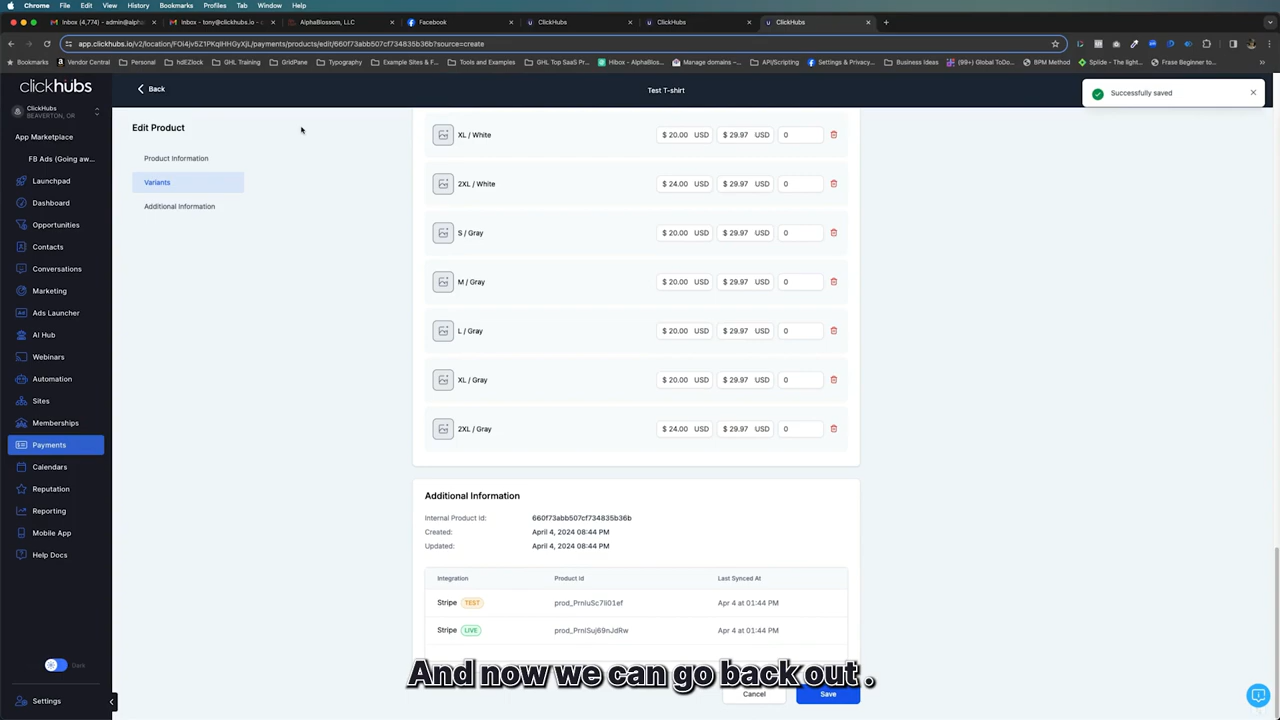 Chrome File Edit View History Bookmarks Profiles Tab Window Help
Inbox (4,704) - admin@alpha
Inbox - tony@clickhubs.io - c
AlphaBlossom, LLC
Facebook
ClickHubs
ClickHubs
ClickHubs
app.clickhubs.io/v2/location/FOi4jv5Z1PKqlHHGyXjL/payments/products/edit/660f73abb507cf734835b36b?source=create
Bookmarks Vendor Central Personal hdEZlock GHL Training GridPane Typography Example Sites & F... Tools and Examples GHL Top SaaS Pro... Hibox - AlphaBlos... Manage domains -... API/Scripting Settings & Privacy... Business Ideas (99+) Global ToDo... BPM Method Splide - The light... Frase Beginner to...
clickhubs
ClickHubs
BEAVERTON, OR
App Marketplace
FB Ads (Going aw...
Launchpad
Dashboard
Opportunities
Contacts
Conversations
Marketing
Ads Launcher
AI Hub
Webinars
Automation
Sites
Memberships
Payments
Calendars
Reputation
Reporting
Mobile App
Help Docs
Dark
Settings
Back
Test T-shirt
Successfully saved
Edit Product
Product Information
Variants
Additional Information
XL / White $ 20.00 USD $ 29.97 USD 0
2XL / White $ 24.00 USD $ 29.97 USD 0
S / Gray $ 20.00 USD $ 29.97 USD 0
M / Gray $ 20.00 USD $ 29.97 USD 0
L / Gray $ 20.00 USD $ 29.97 USD 0
XL / Gray $ 20.00 USD $ 29.97 USD 0
2XL / Gray $ 24.00 USD $ 29.97 USD 0
Additional Information
Internal Product Id: 660f73abb507cf734835b36b
Created: April 4, 2024 08:44 PM
Updated: April 4, 2024 08:44 PM
Integration Product Id Last Synced At
Stripe TEST prod_PrnIuSc7Ii01ef Apr 4 at 01:44 PM
Stripe LIVE prod_PrnISuj69nJdRw Apr 4 at 01:44 PM
And now we can go back out .
Cancel
Save